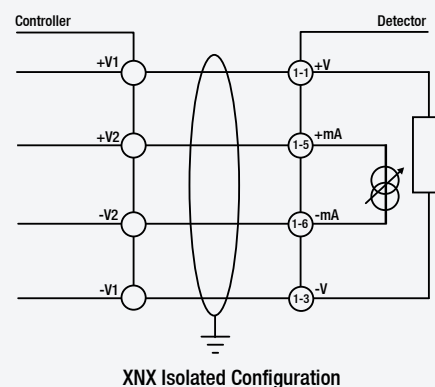 Controller
Detector
+V1
1-1
+V
+V2
1-5
+mA
-V2
1-6
-mA
-V1
1-3
-V
XNX Isolated Configuration